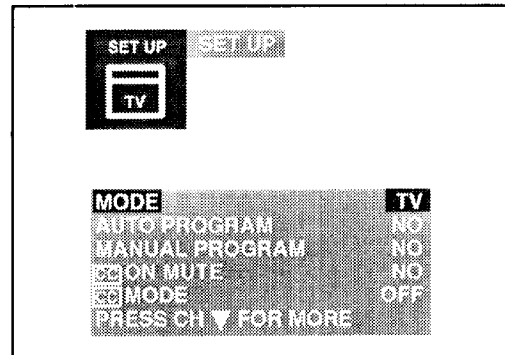 SET UP SET UP
TV
MODE TV
AUTO PROGRAM NO
MANUAL PROGRAM NO
CC ON MUTE NO
CC MODE OFF
PRESS CH ▼ FOR MORE